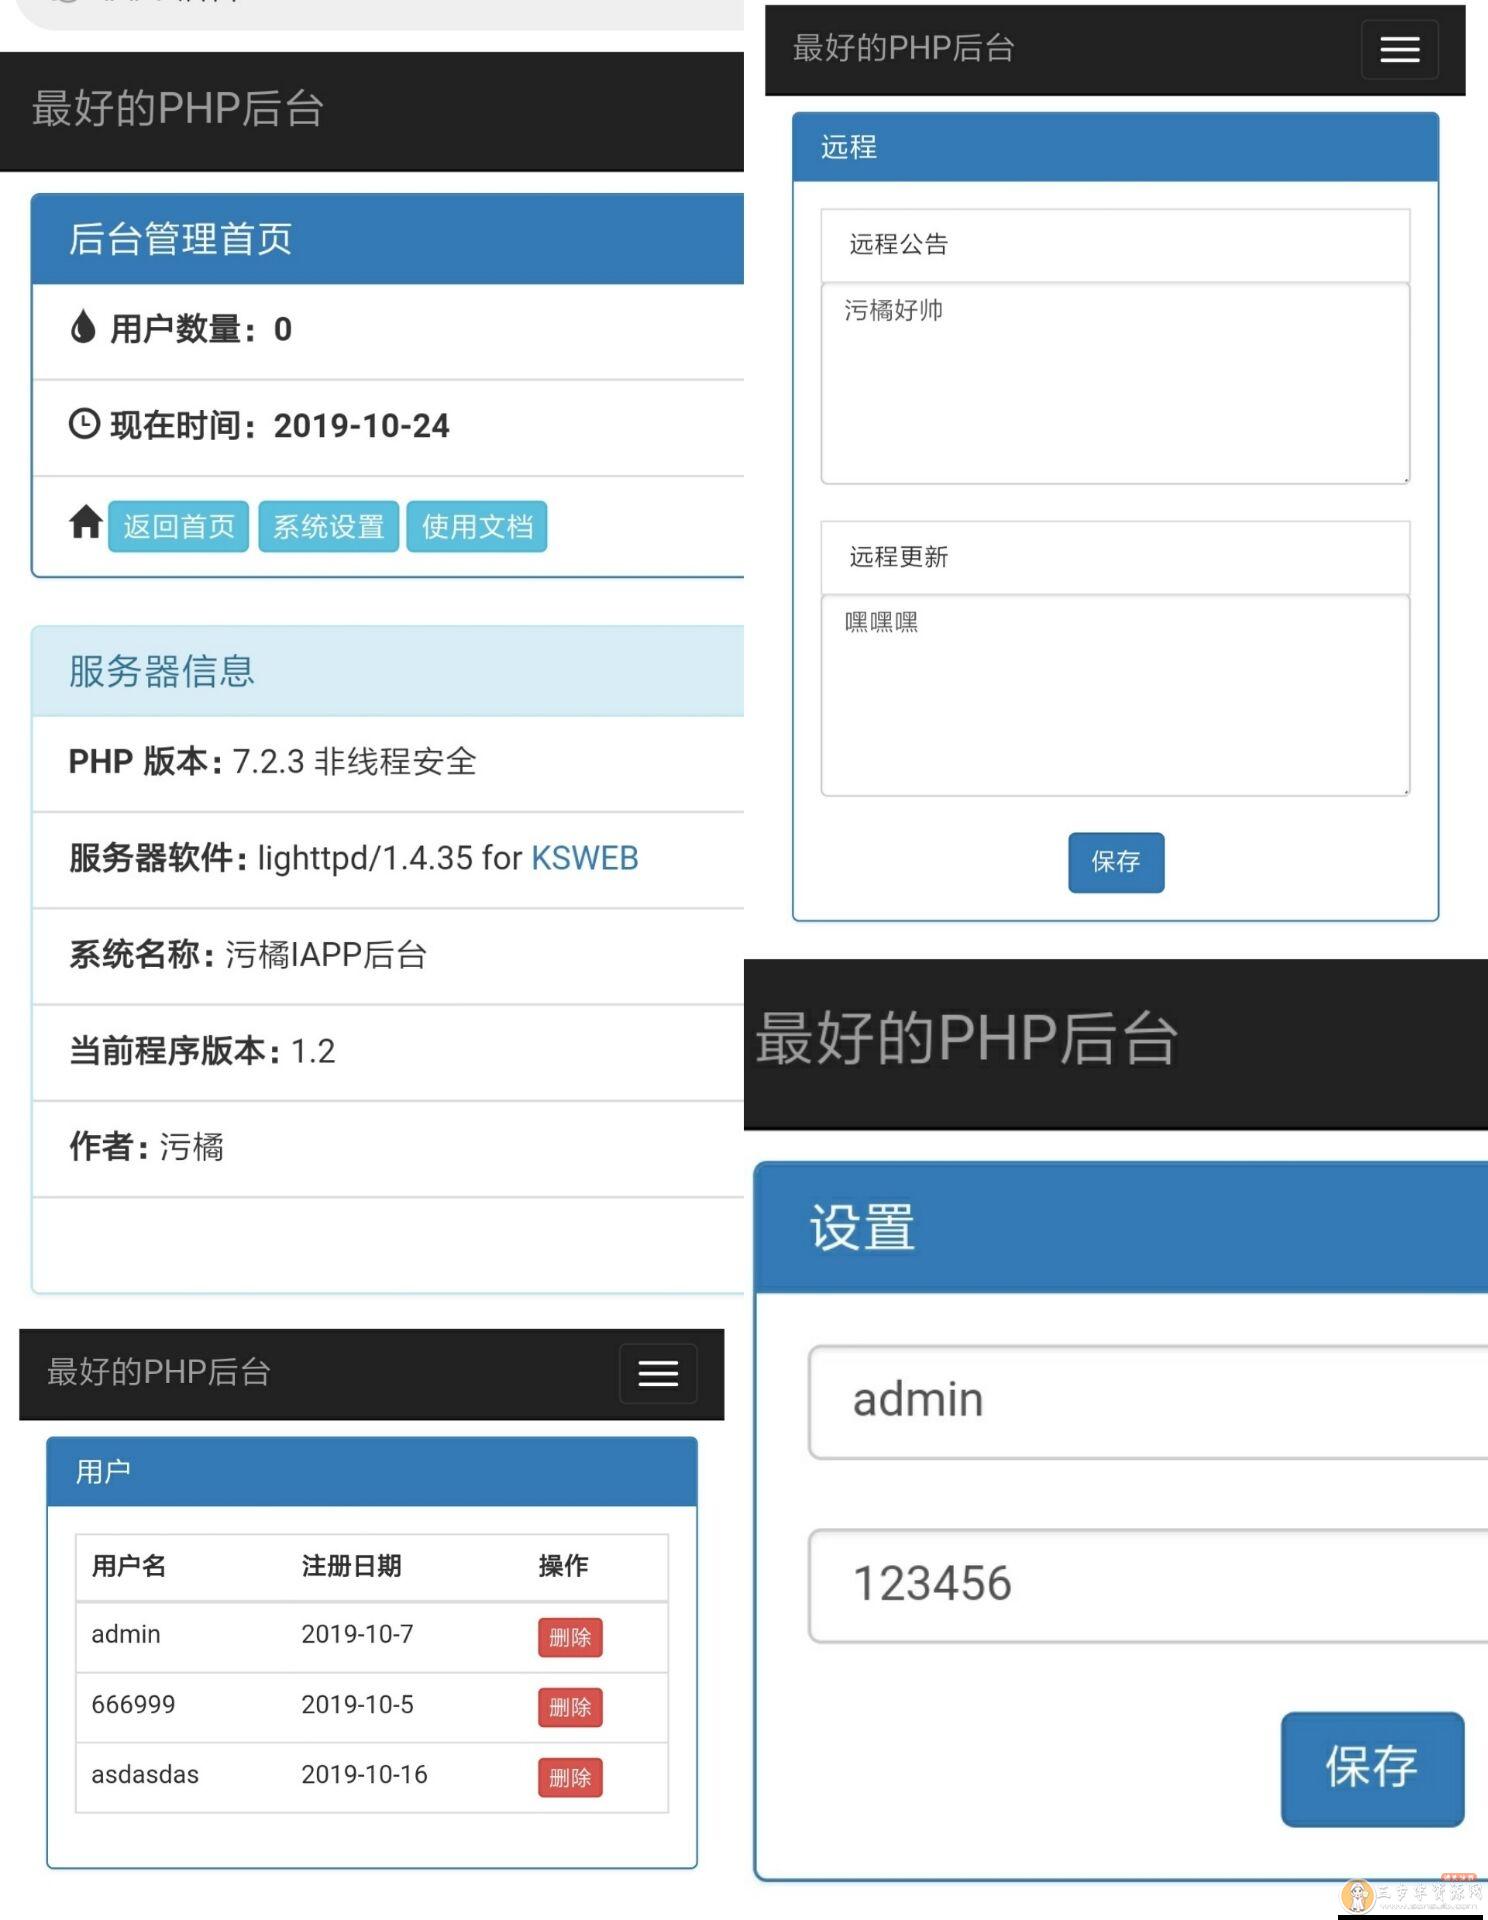 最好的PHP后台
后台管理首页
用户数量：0
现在时间：2019-10-24
返回首页 系统设置 使用文档
服务器信息
PHP 版本：7.2.3 非线程安全
服务器软件：lighttpd/1.4.35 for KSWEB
系统名称：污橘IAPP后台
当前程序版本：1.2
作者：污橘
最好的PHP后台
远程
远程公告
污橘好帅
远程更新
嘿嘿嘿
保存
最好的PHP后台
用户
用户名 注册日期 操作
admin 2019-10-7 删除
666999 2019-10-5 删除
asdasdas 2019-10-16 删除
最好的PHP后台
设置
admin
123456
保存